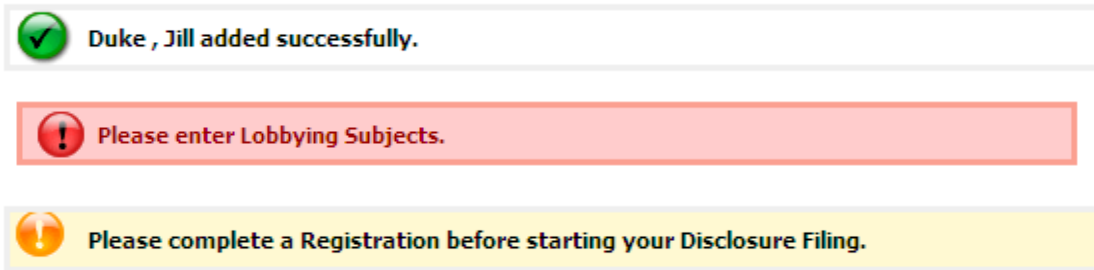 Duke , Jill added successfully.
Please enter Lobbying Subjects.
Please complete a Registration before starting your Disclosure Filing.